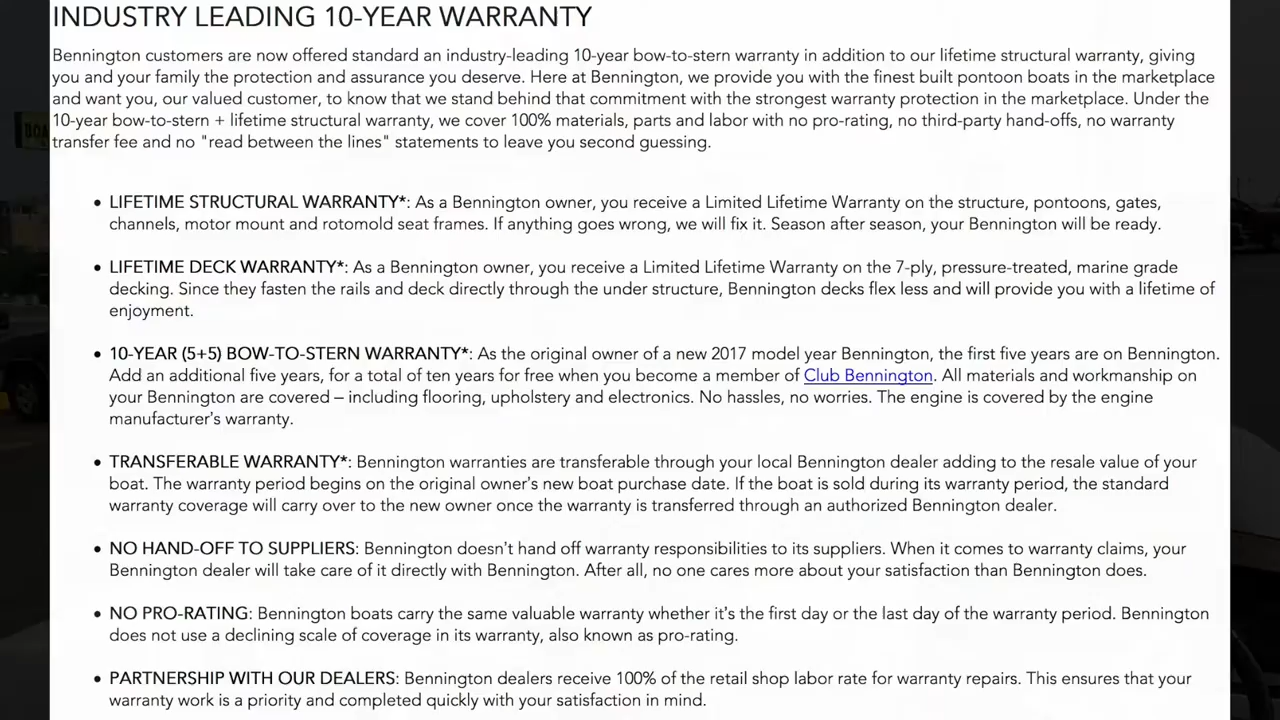 INDUSTRY LEADING 10-YEAR WARRANTY
Bennington customers are now offered standard an industry-leading 10-year bow-to-stern warranty in addition to our lifetime structural warranty, giving
you and your family the protection and assurance you deserve. Here at Bennington, we provide you with the finest built pontoon boats in the marketplace
and want you, our valued customer, to know that we stand behind that commitment with the strongest warranty protection in the marketplace. Under the
10-year bow-to-stern + lifetime structural warranty, we cover 100% materials, parts and labor with no pro-rating, no third-party hand-offs, no warranty
transfer fee and no "read between the lines" statements to leave you second guessing.
• LIFETIME STRUCTURAL WARRANTY*: As a Bennington owner, you receive a Limited Lifetime Warranty on the structure, pontoons, gates,
channels, motor mount and rotomold seat frames. If anything goes wrong, we will fix it. Season after season, your Bennington will be ready.
• LIFETIME DECK WARRANTY*: As a Bennington owner, you receive a Limited Lifetime Warranty on the 7-ply, pressure-treated, marine grade
decking. Since they fasten the rails and deck directly through the under structure, Bennington decks flex less and will provide you with a lifetime of
enjoyment.
• 10-YEAR (5+5) BOW-TO-STERN WARRANTY*: As the original owner of a new 2017 model year Bennington, the first five years are on Bennington.
Add an additional five years, for a total of ten years for free when you become a member of Club Bennington. All materials and workmanship on
your Bennington are covered – including flooring, upholstery and electronics. No hassles, no worries. The engine is covered by the engine
manufacturer's warranty.
• TRANSFERABLE WARRANTY*: Bennington warranties are transferable through your local Bennington dealer adding to the resale value of your
boat. The warranty period begins on the original owner's new boat purchase date. If the boat is sold during its warranty period, the standard
warranty coverage will carry over to the new owner once the warranty is transferred through an authorized Bennington dealer.
• NO HAND-OFF TO SUPPLIERS: Bennington doesn't hand off warranty responsibilities to its suppliers. When it comes to warranty claims, your
Bennington dealer will take care of it directly with Bennington. After all, no one cares more about your satisfaction than Bennington does.
• NO PRO-RATING: Bennington boats carry the same valuable warranty whether it's the first day or the last day of the warranty period. Bennington
does not use a declining scale of coverage in its warranty, also known as pro-rating.
• PARTNERSHIP WITH OUR DEALERS: Bennington dealers receive 100% of the retail shop labor rate for warranty repairs. This ensures that your
warranty work is a priority and completed quickly with your satisfaction in mind.